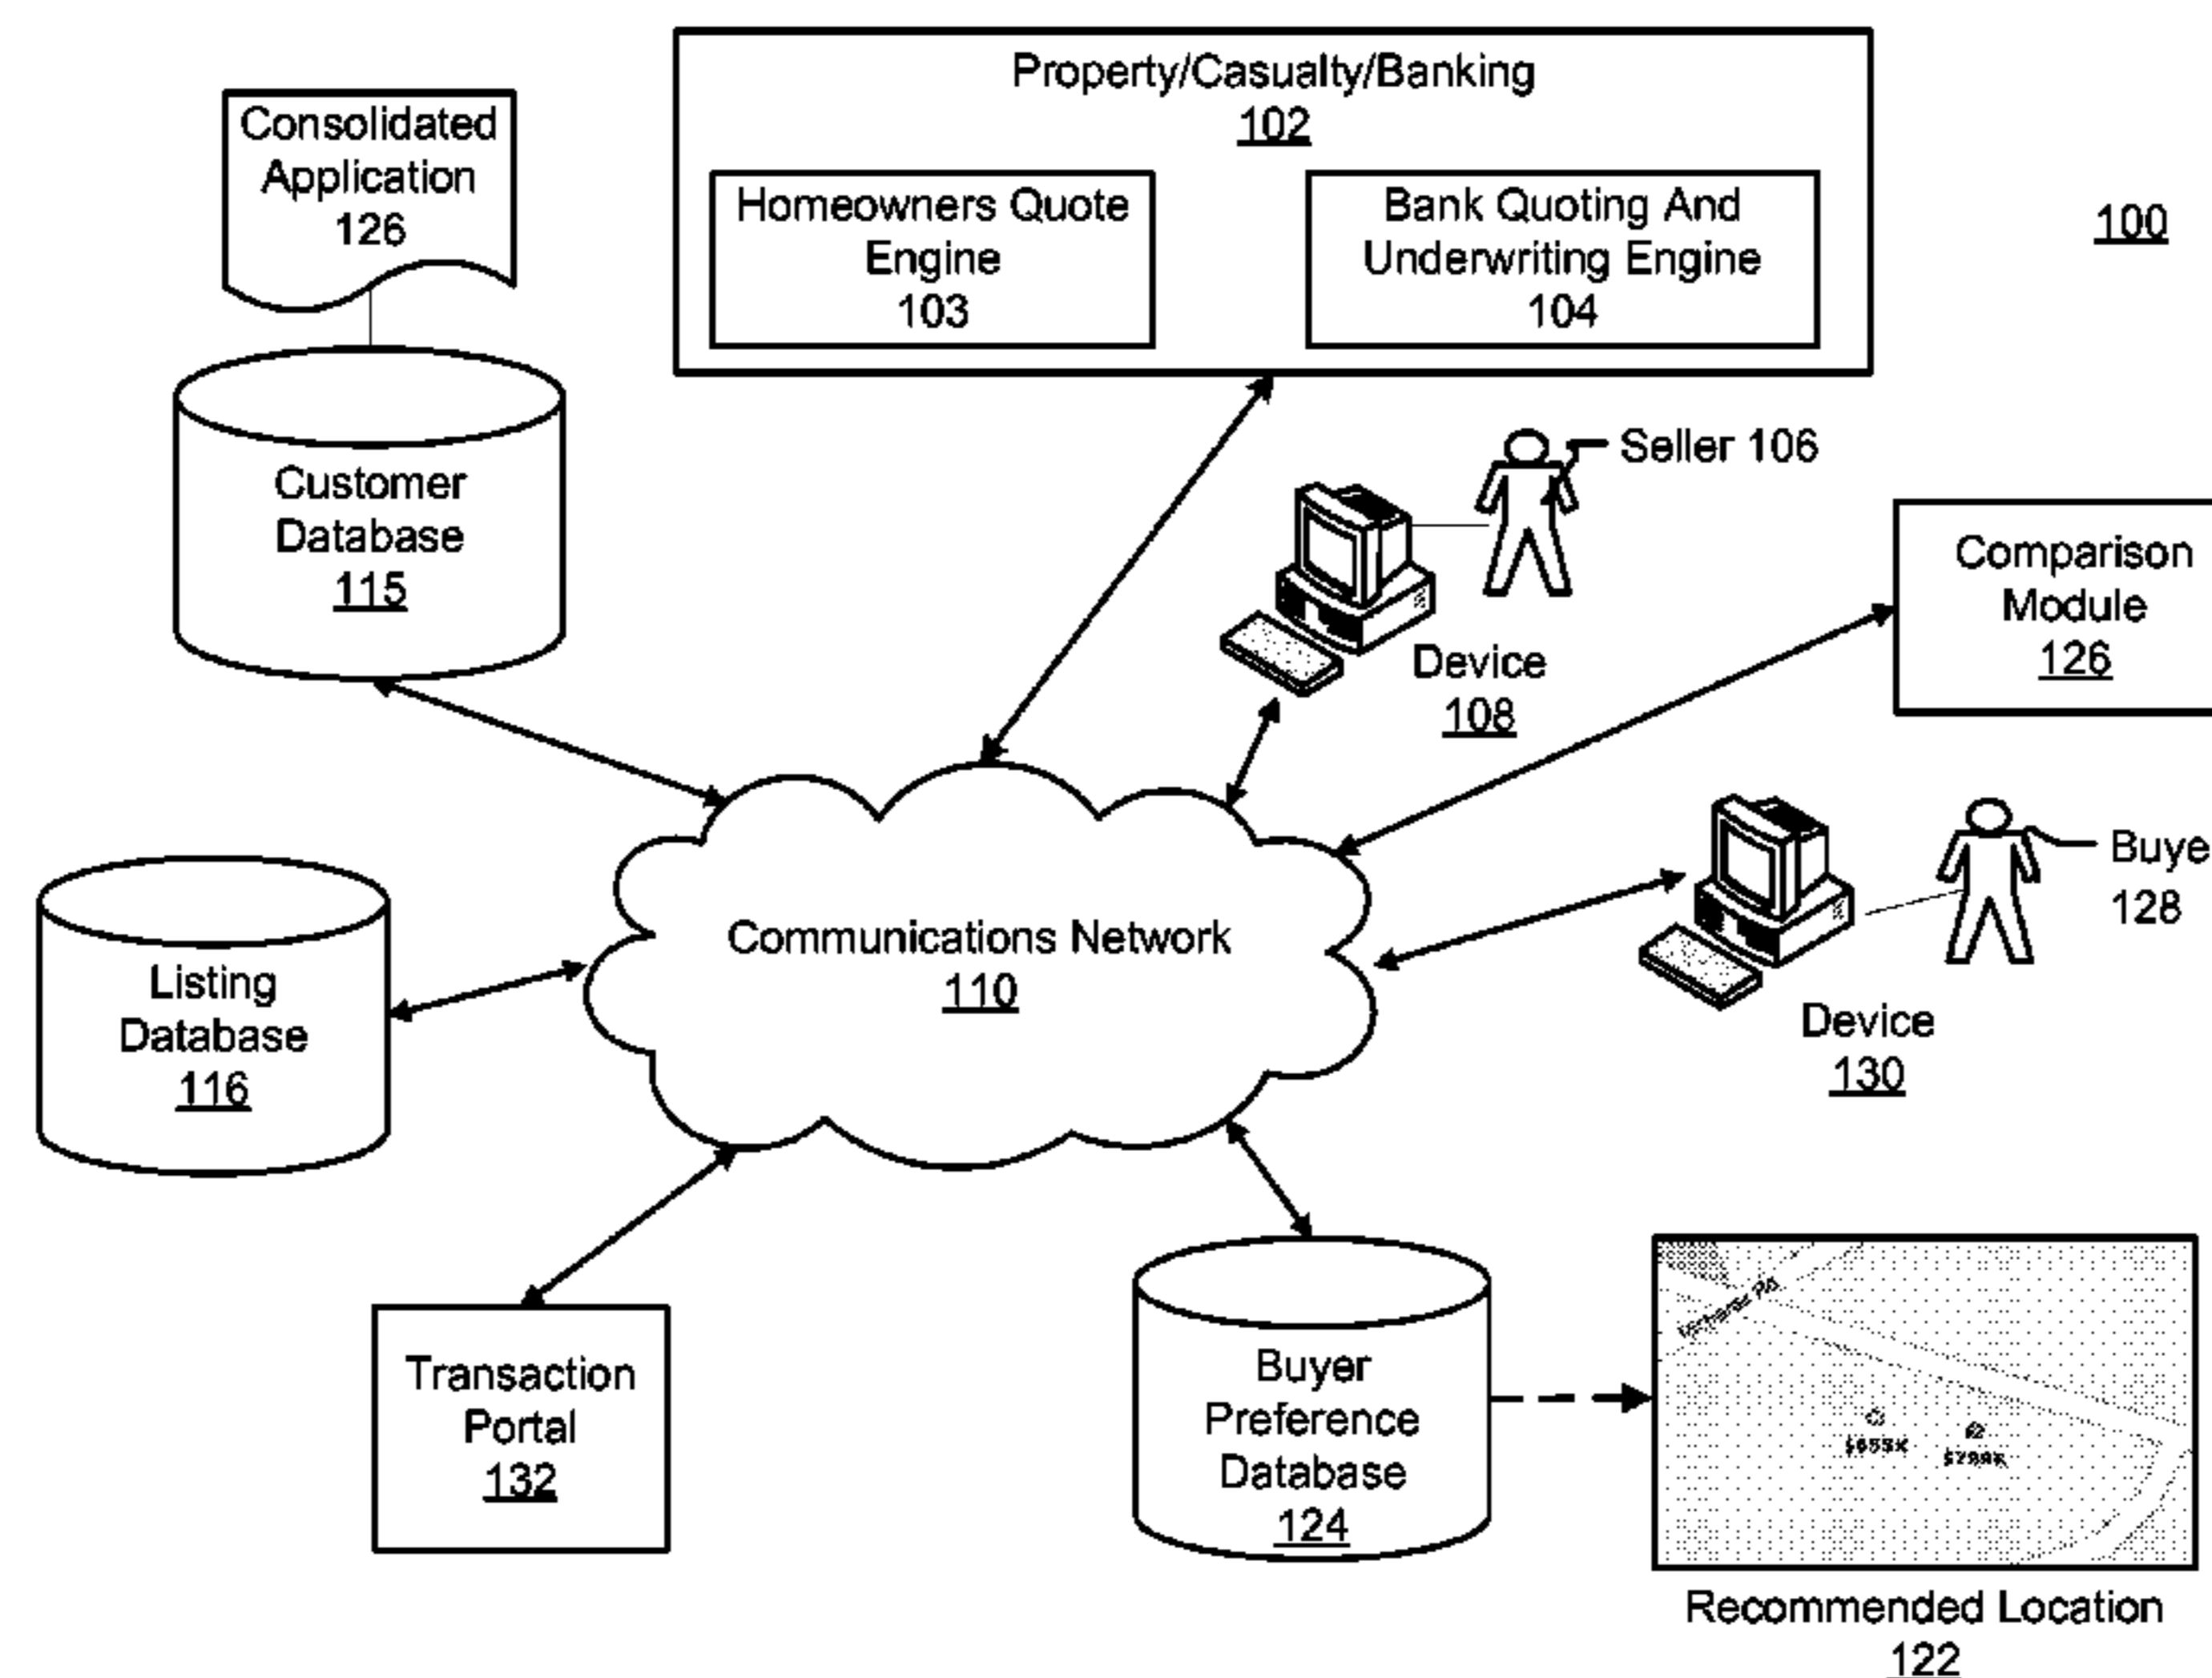 Property/Casualty/Banking
102
Homeowners Quote
Engine
103
Bank Quoting And
Underwriting Engine
104
100
Consolidated
Application
126
Customer
Database
115
Seller 106
Device
108
Comparison
Module
126
Buye
128
Device
130
Communications Network
110
Listing
Database
116
Transaction
Portal
132
Buyer
Preference
Database
124
Recommended Location
122